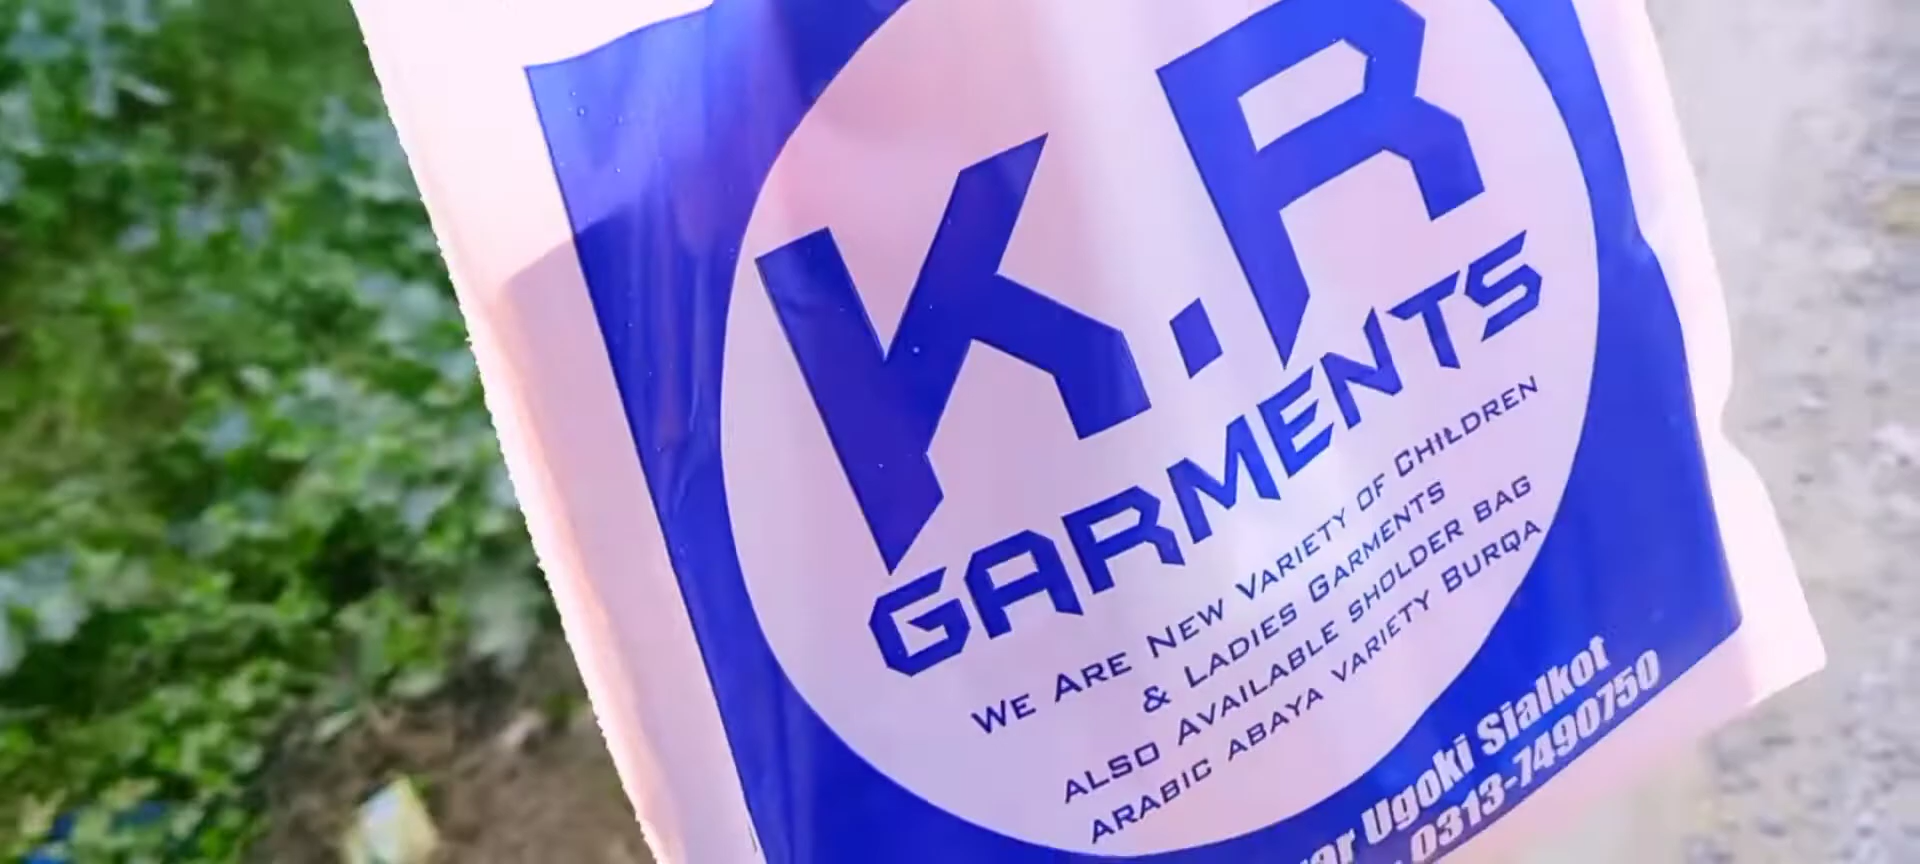 K.R
GARMENTS
WE ARE NEW VARIETY OF CHILDREN
& LADIES GARMENTS
ALSO AVAILABLE SHOLDER BAG
ARABIC ABAYA VARIETY BURQA
Ugoki Sialkot
0313-7490750